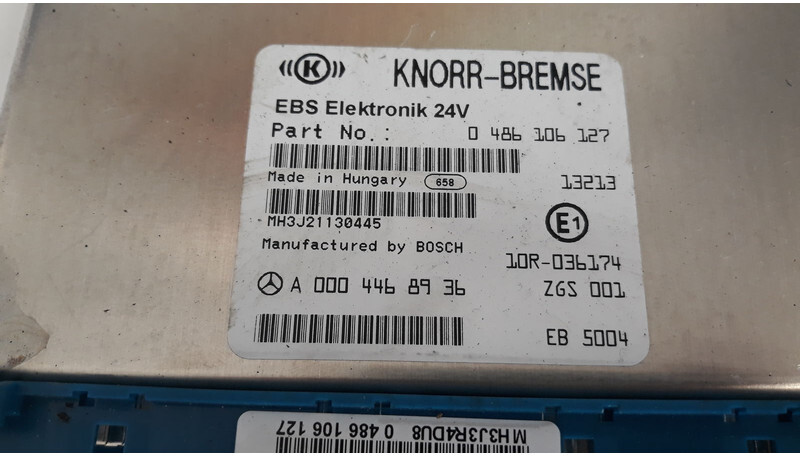 ((K)) KNORR-BREMSE
EBS Elektronik 24V
Part No.: 0 486 106 127
Made in Hungary 658 13213
MH3J21130445 E1
Manufactured by BOSCH
10R-036174
A 000 446 89 36 ZGS 001
EB 5004
MH3J3R4DU8 0 486 106 127